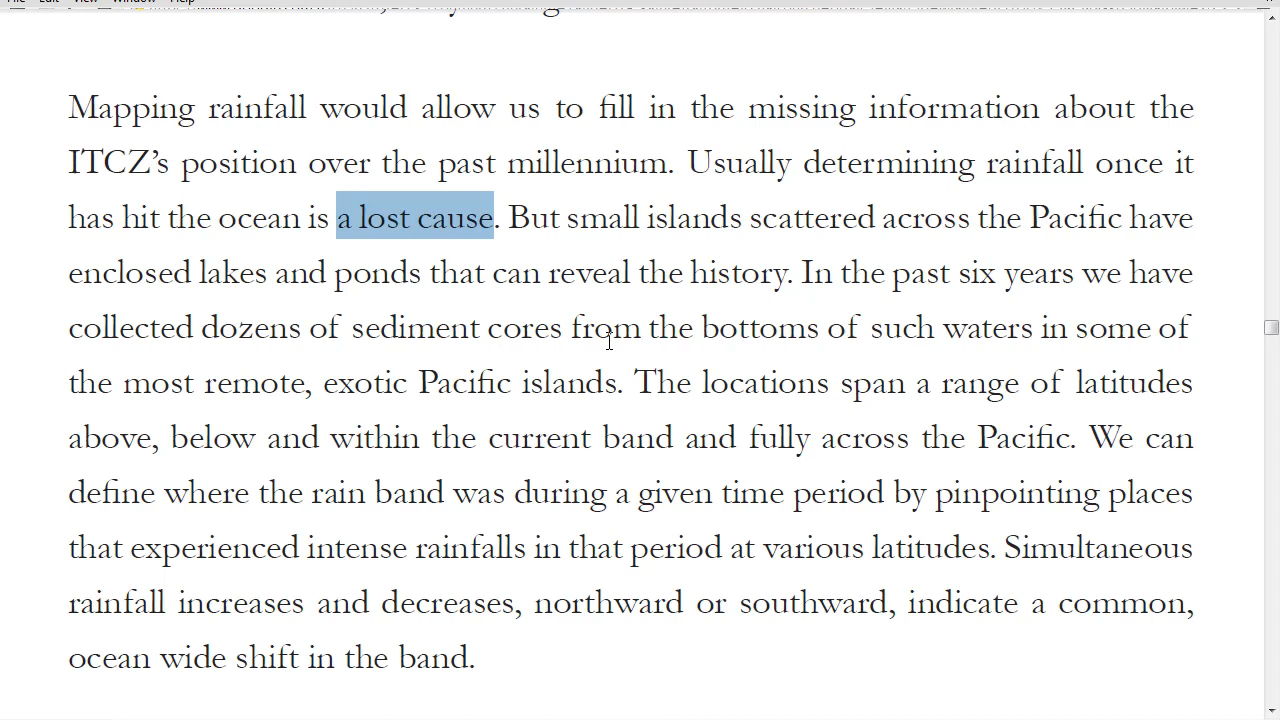 File Edit View Window Help
Mapping rainfall would allow us to fill in the missing information about the
ITCZ’s position over the past millennium. Usually determining rainfall once it
has hit the ocean is a lost cause. But small islands scattered across the Pacific have
enclosed lakes and ponds that can reveal the history. In the past six years we have
collected dozens of sediment cores from the bottoms of such waters in some of
the most remote, exotic Pacific islands. The locations span a range of latitudes
above, below and within the current band and fully across the Pacific. We can
define where the rain band was during a given time period by pinpointing places
that experienced intense rainfalls in that period at various latitudes. Simultaneous
rainfall increases and decreases, northward or southward, indicate a common,
ocean wide shift in the band.